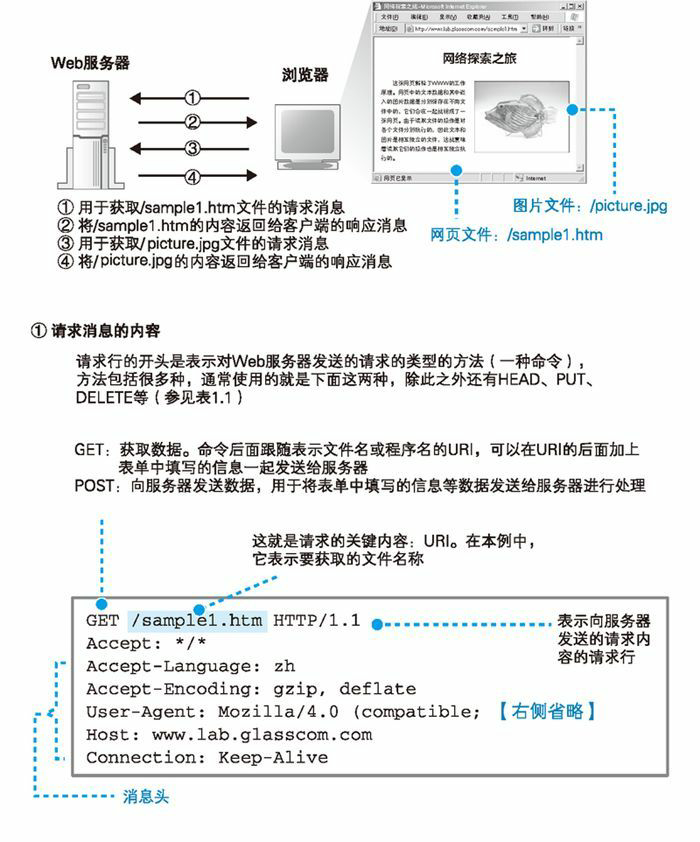 网络探索之旅-Microsoft Internet Explorer
文件(F) 编辑(E) 查看(V) 收藏夹(A) 工具(T) 帮助(H)
地址(D) http://www.lab.glasscom.com/sample1.htm 转到 链接 »
网络探索之旅
Web服务器
浏览器
①
②
③
④
网页已显示 Internet
图片文件：/picture.jpg
网页文件：/sample1.htm
① 用于获取/sample1.htm文件的请求消息
② 将/sample1.htm的内容返回给客户端的响应消息
③ 用于获取/picture.jpg文件的请求消息
④ 将/picture.jpg的内容返回给客户端的响应消息
① 请求消息的内容
请求行的开头是表示对Web服务器发送的请求的类型的方法（一种命令），
方法包括很多种，通常使用的就是下面这两种，除此之外还有HEAD、PUT、
DELETE等（参见表1.1）
GET：获取数据。命令后面跟随表示文件名或程序名的URI，可以在URI的后面加上
表单中填写的信息一起发送给服务器
POST：向服务器发送数据，用于将表单中填写的信息等数据发送给服务器进行处理
这就是请求的关键内容：URI。在本例中，
它表示要获取的文件名称
GET /sample1.htm HTTP/1.1
表示向服务器
发送的请求内
容的请求行
Accept: */*
Accept-Language: zh
Accept-Encoding: gzip, deflate
User-Agent: Mozilla/4.0 (compatible; 【右侧省略】
Host: www.lab.glasscom.com
Connection: Keep-Alive
消息头